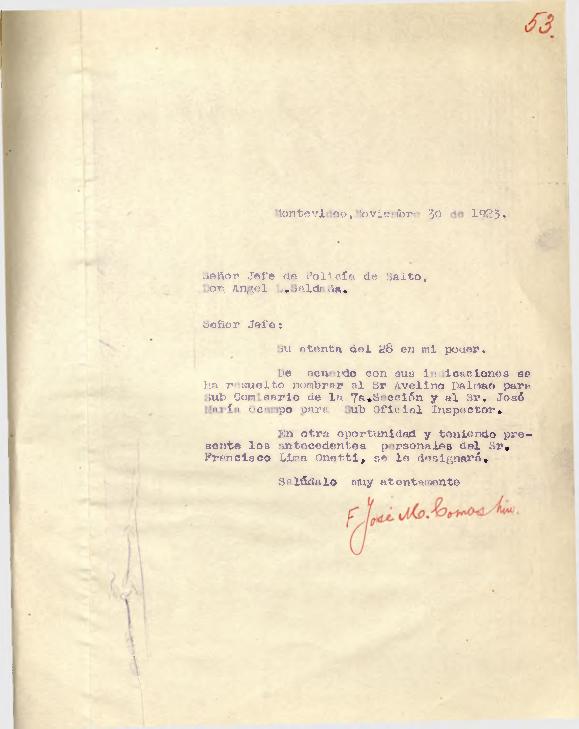 53.
Montevideo, Noviembre 30 de 1923.
Señor Jefe de Policía de Salto,
Don Angel L.Saldaña.
Señor Jefe:
Su atenta del 28 en mi poder.
De acuerdo con sus indicaciones se
ha resuelto nombrar al Sr Avelino Dalmao para
Sub Comisario de la 7a.Sección y al Sr. José
María Ocampo para Sub Oficial Inspector.
En otra oportunidad y teniendo pre-
sente los antecedentes personales del Sr.
Francisco Lima Onetti, se le designará.
Salúdalo muy atentamente
F José M.